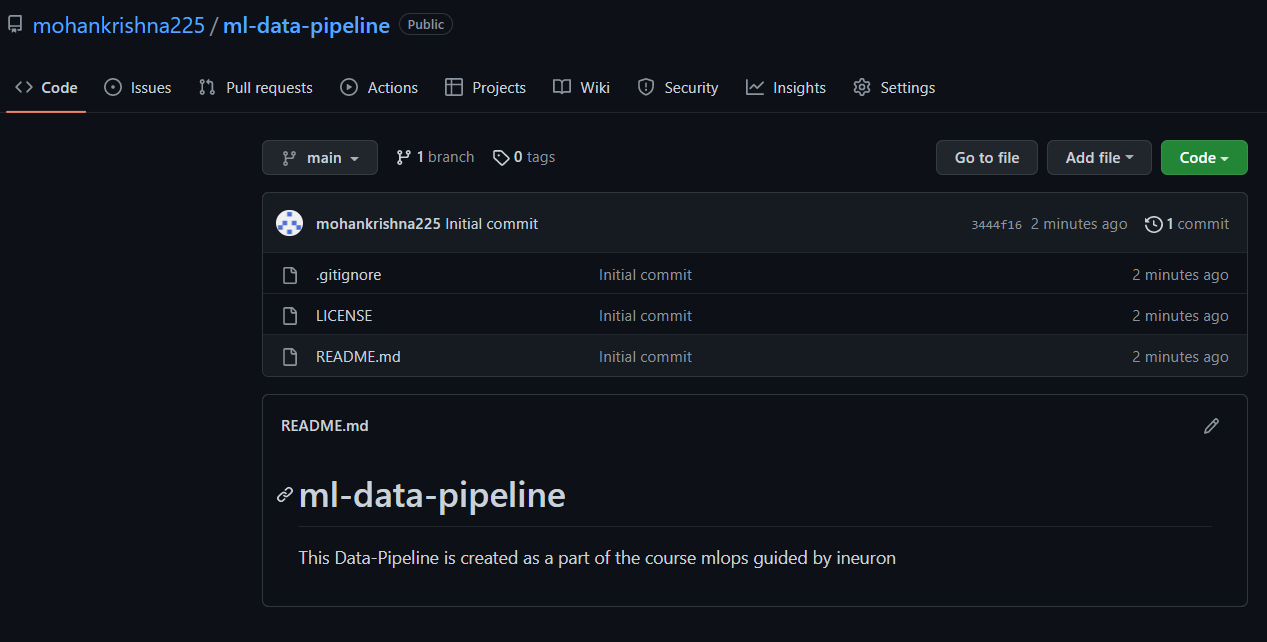 mohankrishna225 / ml-data-pipeline Public
Code Issues Pull requests Actions Projects Wiki Security Insights Settings
main 1 branch 0 tags Go to file Add file Code
mohankrishna225 Initial commit 3444f16 2 minutes ago 1 commit
.gitignore Initial commit 2 minutes ago
LICENSE Initial commit 2 minutes ago
README.md Initial commit 2 minutes ago
README.md
ml-data-pipeline
This Data-Pipeline is created as a part of the course mlops guided by ineuron